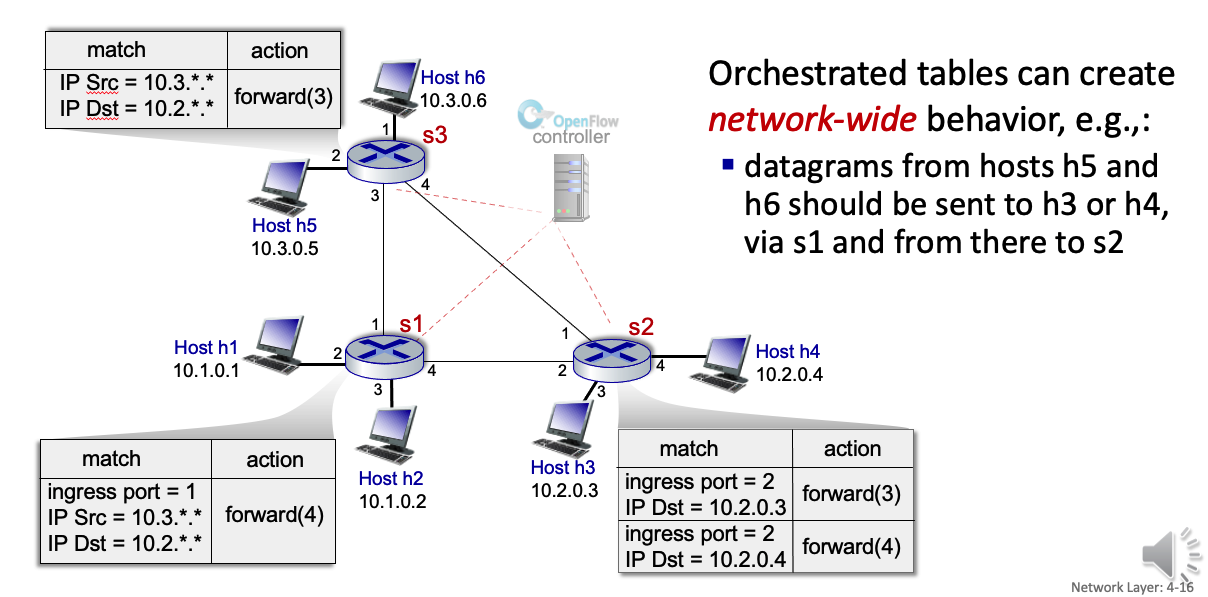 match action
IP Src = 10.3.*.*
IP Dst = 10.2.*.*
forward(3)
Host h6
10.3.0.6
1
s3
2
3
4
Host h5
10.3.0.5
OpenFlow
controller
Orchestrated tables can create
network-wide behavior, e.g.,:
datagrams from hosts h5 and
h6 should be sent to h3 or h4,
via s1 and from there to s2
1
s1
2
3
4
Host h1
10.1.0.1
Host h2
10.1.0.2
1
s2
2
3
4
Host h4
10.2.0.4
Host h3
10.2.0.3
match action
ingress port = 1
IP Src = 10.3.*.*
IP Dst = 10.2.*.*
forward(4)
match action
ingress port = 2
IP Dst = 10.2.0.3
forward(3)
ingress port = 2
IP Dst = 10.2.0.4
forward(4)
Network Layer: 4-16